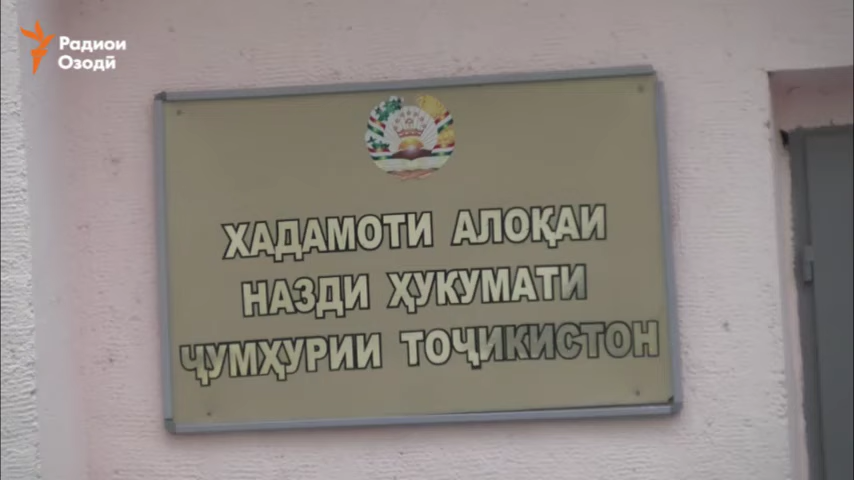 Радиои
Озодӣ
ХАДАМОТИ АЛОҚАИ
НАЗДИ ҲУКУМАТИ
ҶУМҲУРИИ ТОҶИКИСТОН